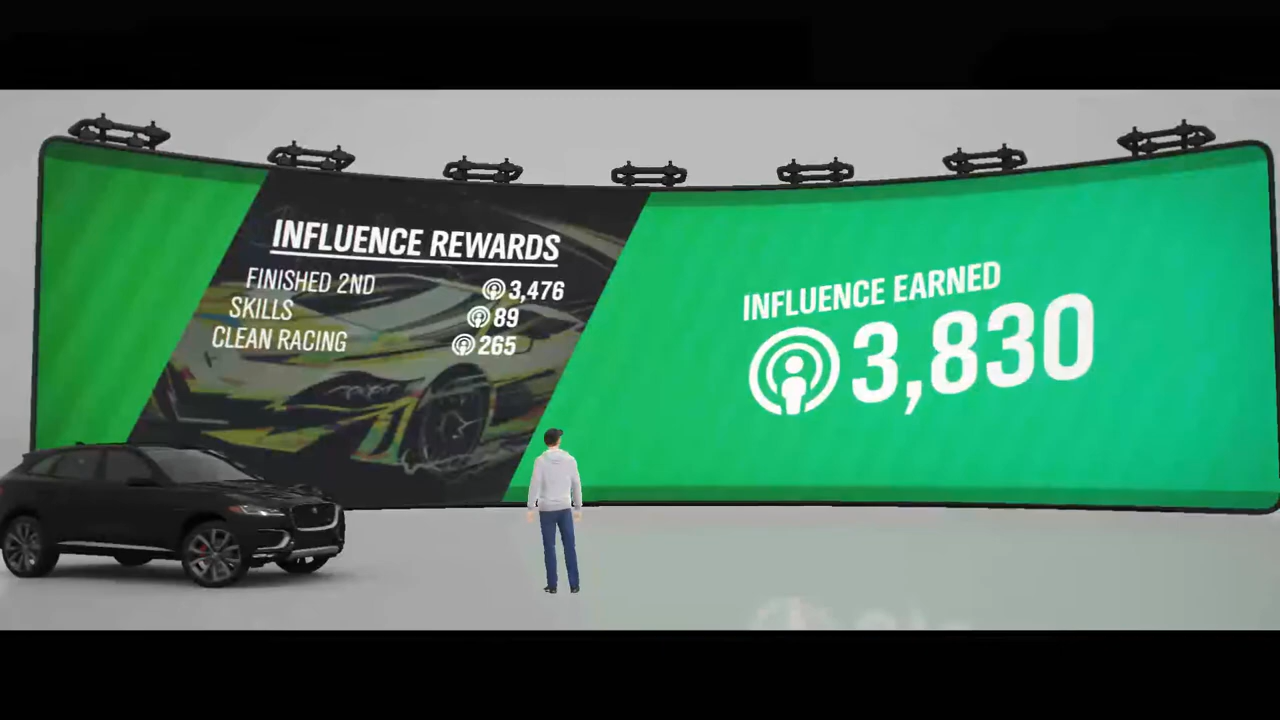 INFLUENCE REWARDS
FINISHED 2ND 3,476
SKILLS 89
CLEAN RACING 265
INFLUENCE EARNED
3,830